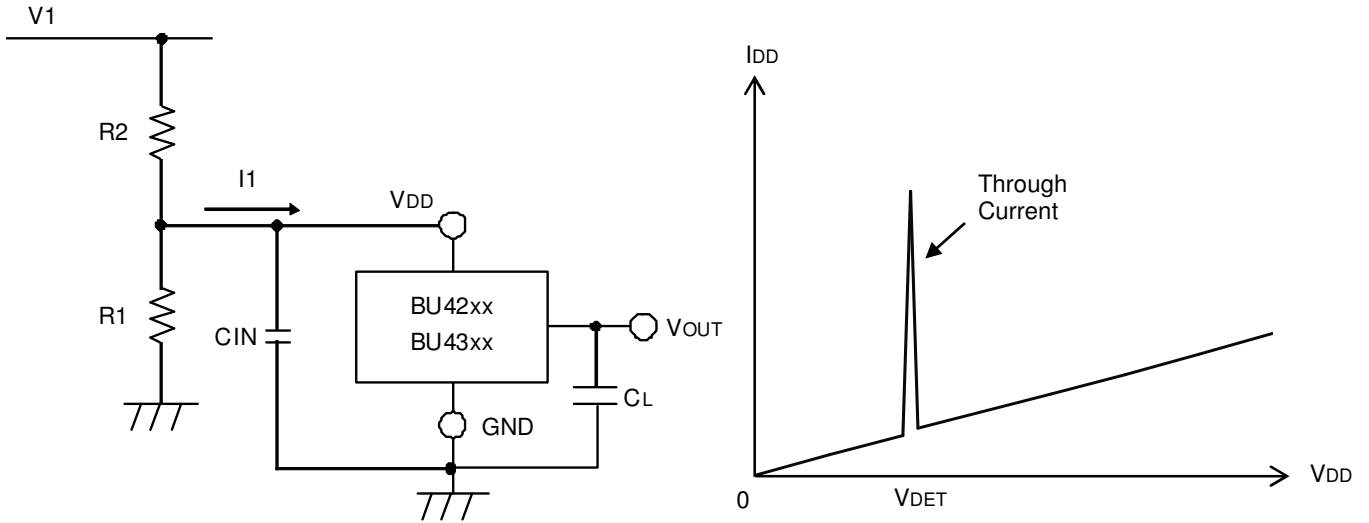 V1
R2
I1
VDD
R1
CIN
BU42xx
BU43xx
VOUT
CL
GND
IDD
Through
Current
0
VDET
VDD